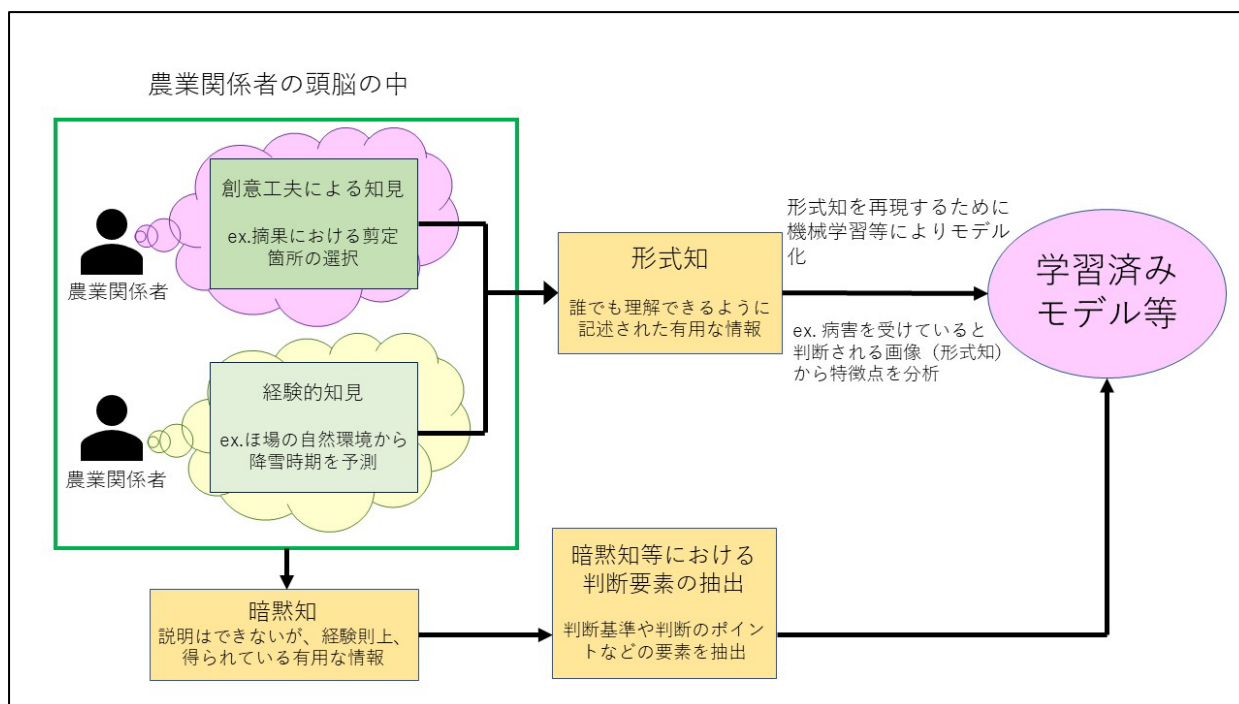 農業関係者の頭脳の中
創意工夫による知見
ex.摘果における剪定
箇所の選択
農業関係者
経験的知見
ex.ほ場の自然環境から
降雪時期を予測
農業関係者
形式知
誰でも理解できるように
記述された有用な情報
形式知を再現するために
機械学習等によりモデル
化
ex. 病害を受けていると
判断される画像（形式知）
から特徴点を分析
学習済み
モデル等
暗黙知
説明はできないが、経験則上、
得られている有用な情報
暗黙知等における
判断要素の抽出
判断基準や判断のポイン
トなどの要素を抽出